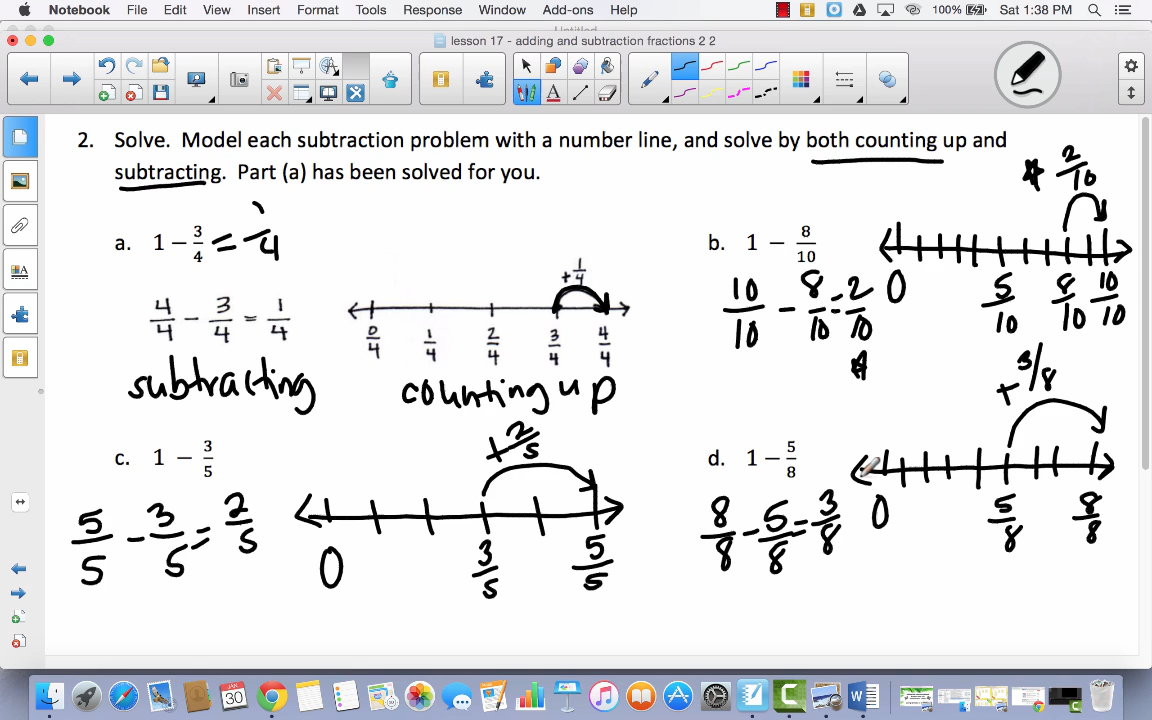 Notebook File Edit View Insert Format Tools Response Window Add-ons Help 100% Sat 1:38 PM
Untitled
lesson 17 - adding and subtraction fractions 2 2
2. Solve. Model each subtraction problem with a number line, and solve by both counting up and
subtracting. Part (a) has been solved for you.
a. 1 − 3/4 = 1/4
4/4 − 3/4 = 1/4
+1/4
0/4 1/4 2/4 3/4 4/4
subtracting counting up
b. 1 − 8/10
10/10 − 8/10 = 2/10
2/10
0 5/10 8/10 10/10
c. 1 − 3/5
5/5 − 3/5 = 2/5
+2/5
0 3/5 5/5
d. 1 − 5/8
8/8 − 5/8 = 3/8
+3/8
0 5/8 8/8
JAN
30